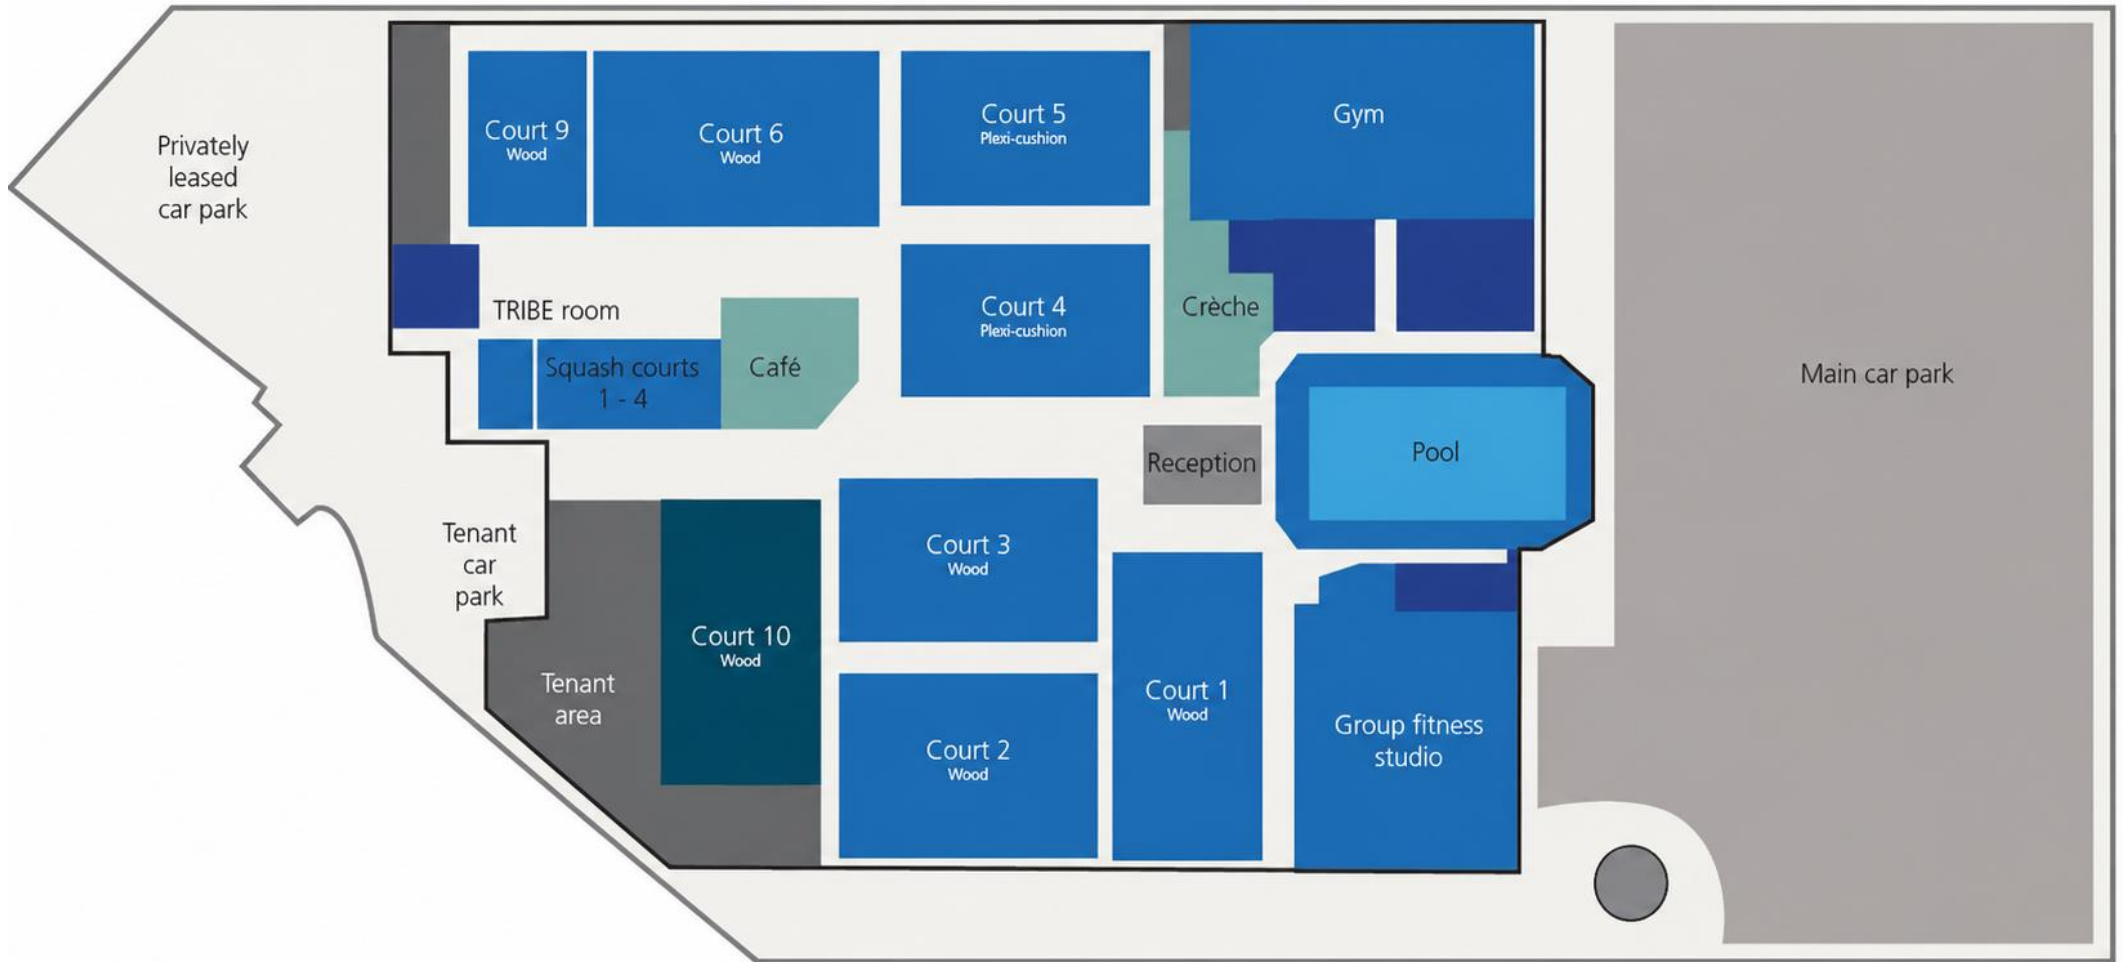 Privately
leased
car park
Court 9
Wood
Court 6
Wood
Court 5
Plexi-cushion
Gym
TRIBE room
Squash courts
1 - 4
Café
Court 4
Plexi-cushion
Crèche
Main car park
Reception
Pool
Tenant
car
park
Tenant
area
Court 10
Wood
Court 3
Wood
Court 2
Wood
Court 1
Wood
Group fitness
studio